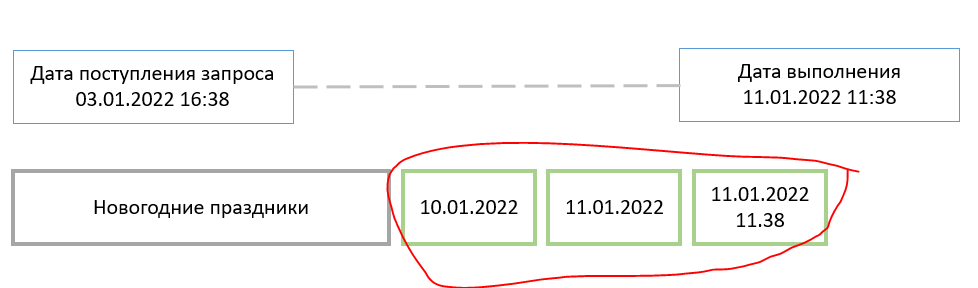 Дата поступления запроса
03.01.2022 16:38
Дата выполнения
11.01.2022 11:38
Новогодние праздники
10.01.2022
11.01.2022
11.01.2022
11.38